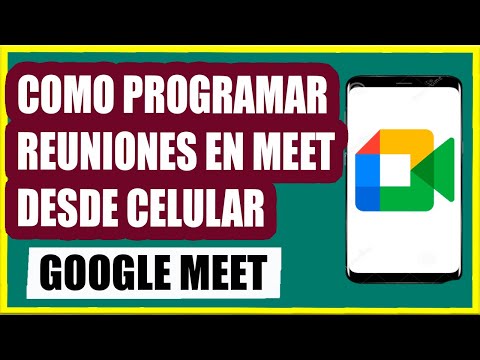 COMO PROGRAMAR
REUNIONES EN MEET
DESDE CELULAR
GOOGLE MEET